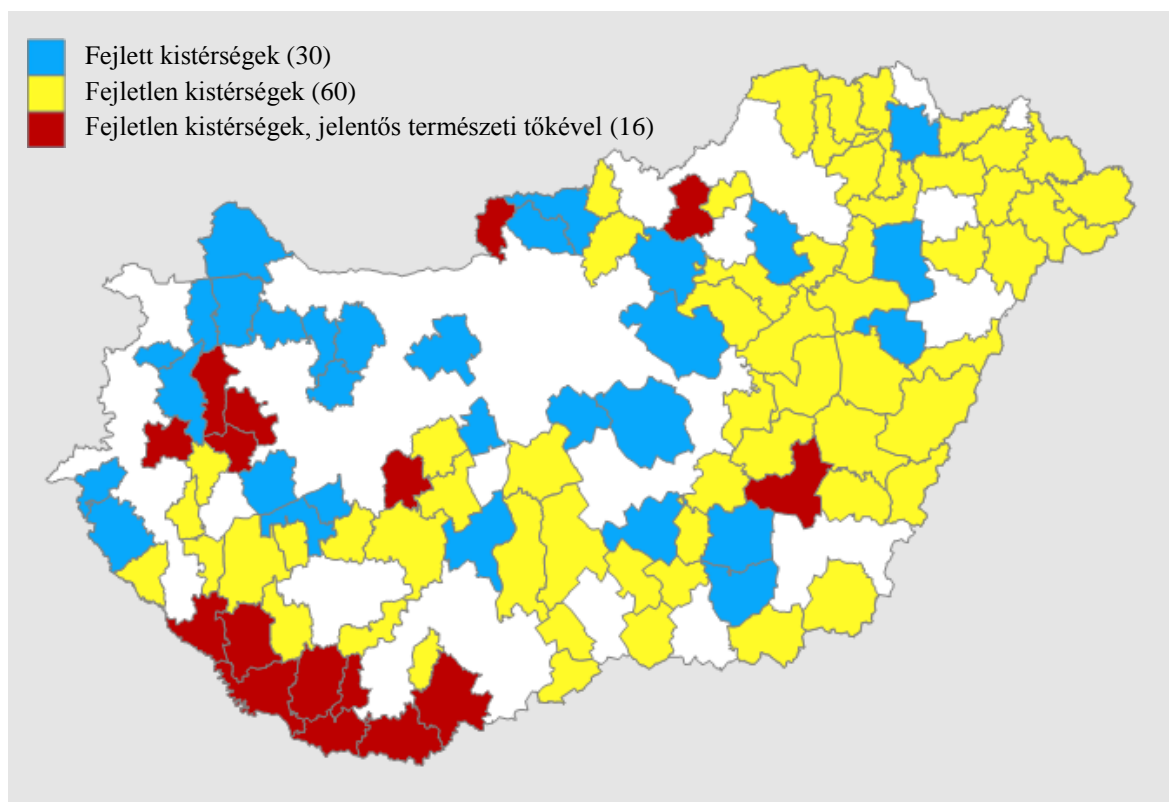 Fejlett kistérségek (30)
Fejletlen kistérségek (60)
Fejletlen kistérségek, jelentős természeti tőkével (16)